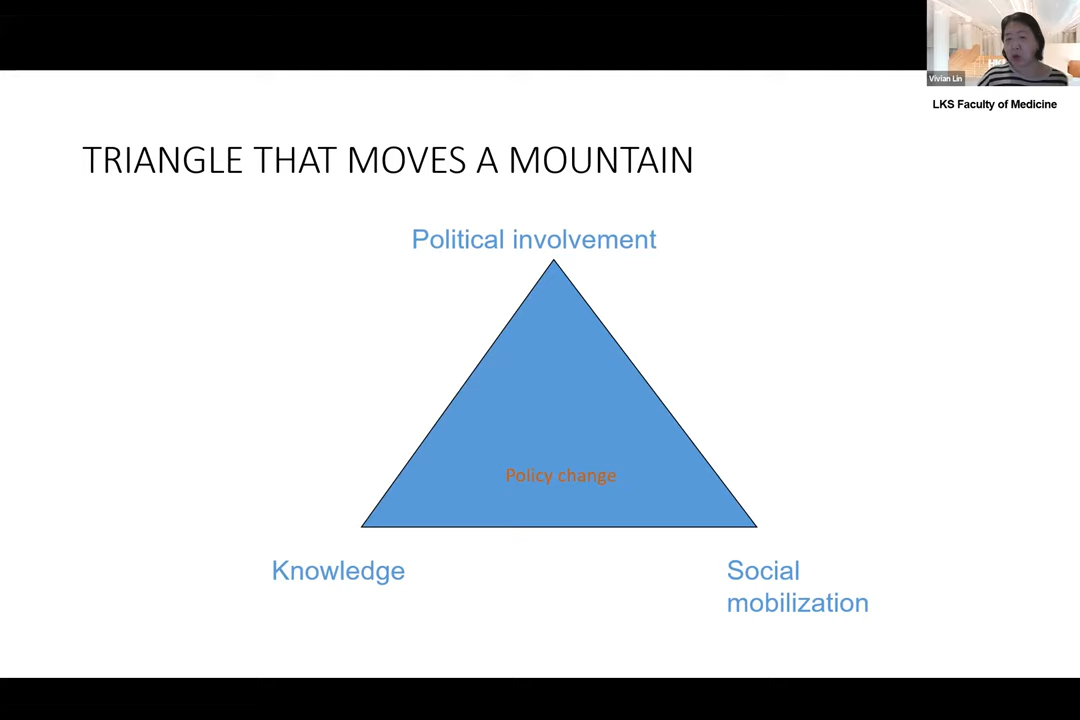 Vivian Lin
LKS Faculty of Medicine
TRIANGLE THAT MOVES A MOUNTAIN
Political involvement
Policy change
Knowledge
Social
mobilization